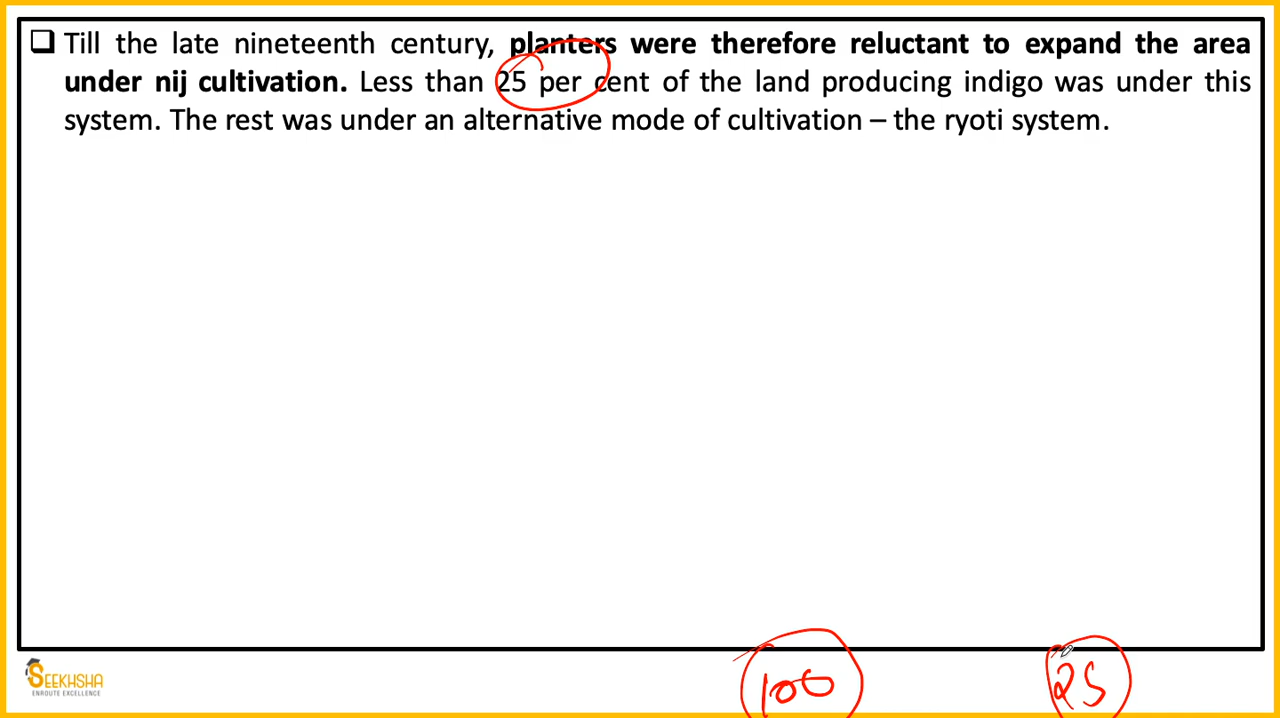 Till the late nineteenth century, planters were therefore reluctant to expand the area
under nij cultivation. Less than 25 per cent of the land producing indigo was under this
system. The rest was under an alternative mode of cultivation – the ryoti system.
100 25
SEEKHSHA
ENROUTE EXCELLENCE